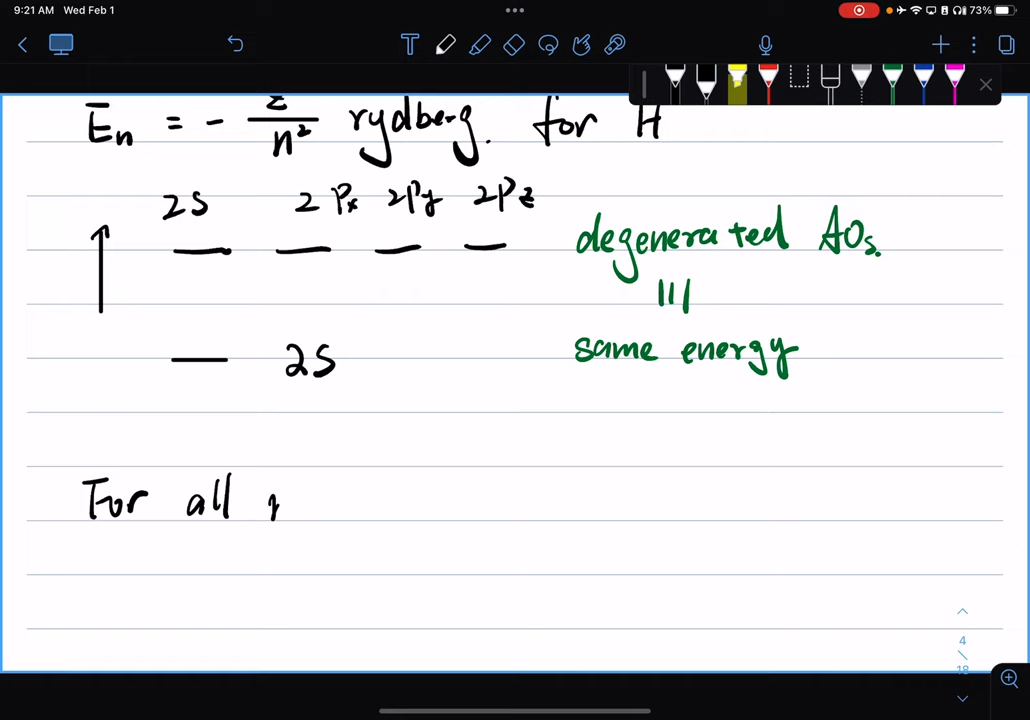 9:21 AM Wed Feb 1
73%
Ēn = - z/n² rydberg. for H
2S 2Px 2Py 2Pz
degenerated AOs.
|||
same energy
2S
For all
4
18